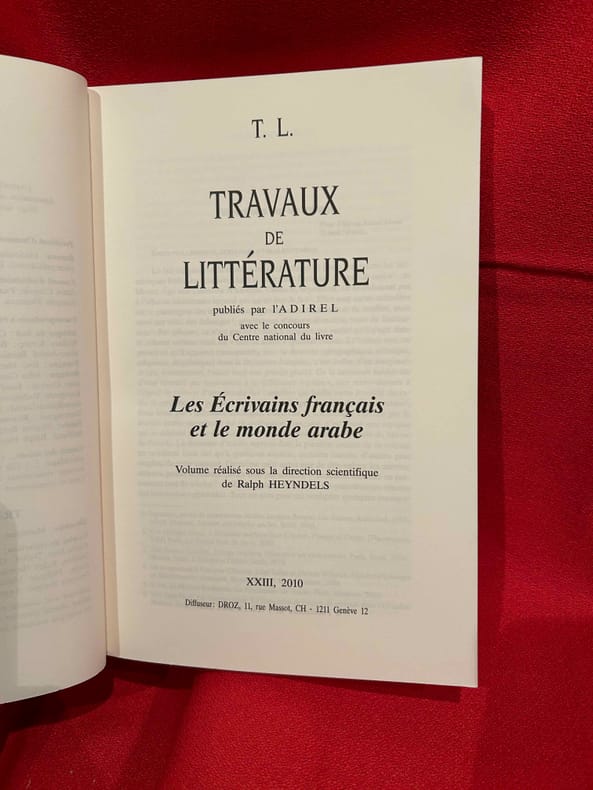 T. L.
TRAVAUX
DE
LITTÉRATURE
publiés par l'ADIREL
avec le concours
du Centre national du livre
Les Écrivains français
et le monde arabe
Volume réalisé sous la direction scientifique
de Ralph HEYNDELS
XXIII, 2010
Diffuseur: DROZ, 11, rue Massot, CH - 1211 Genève 12